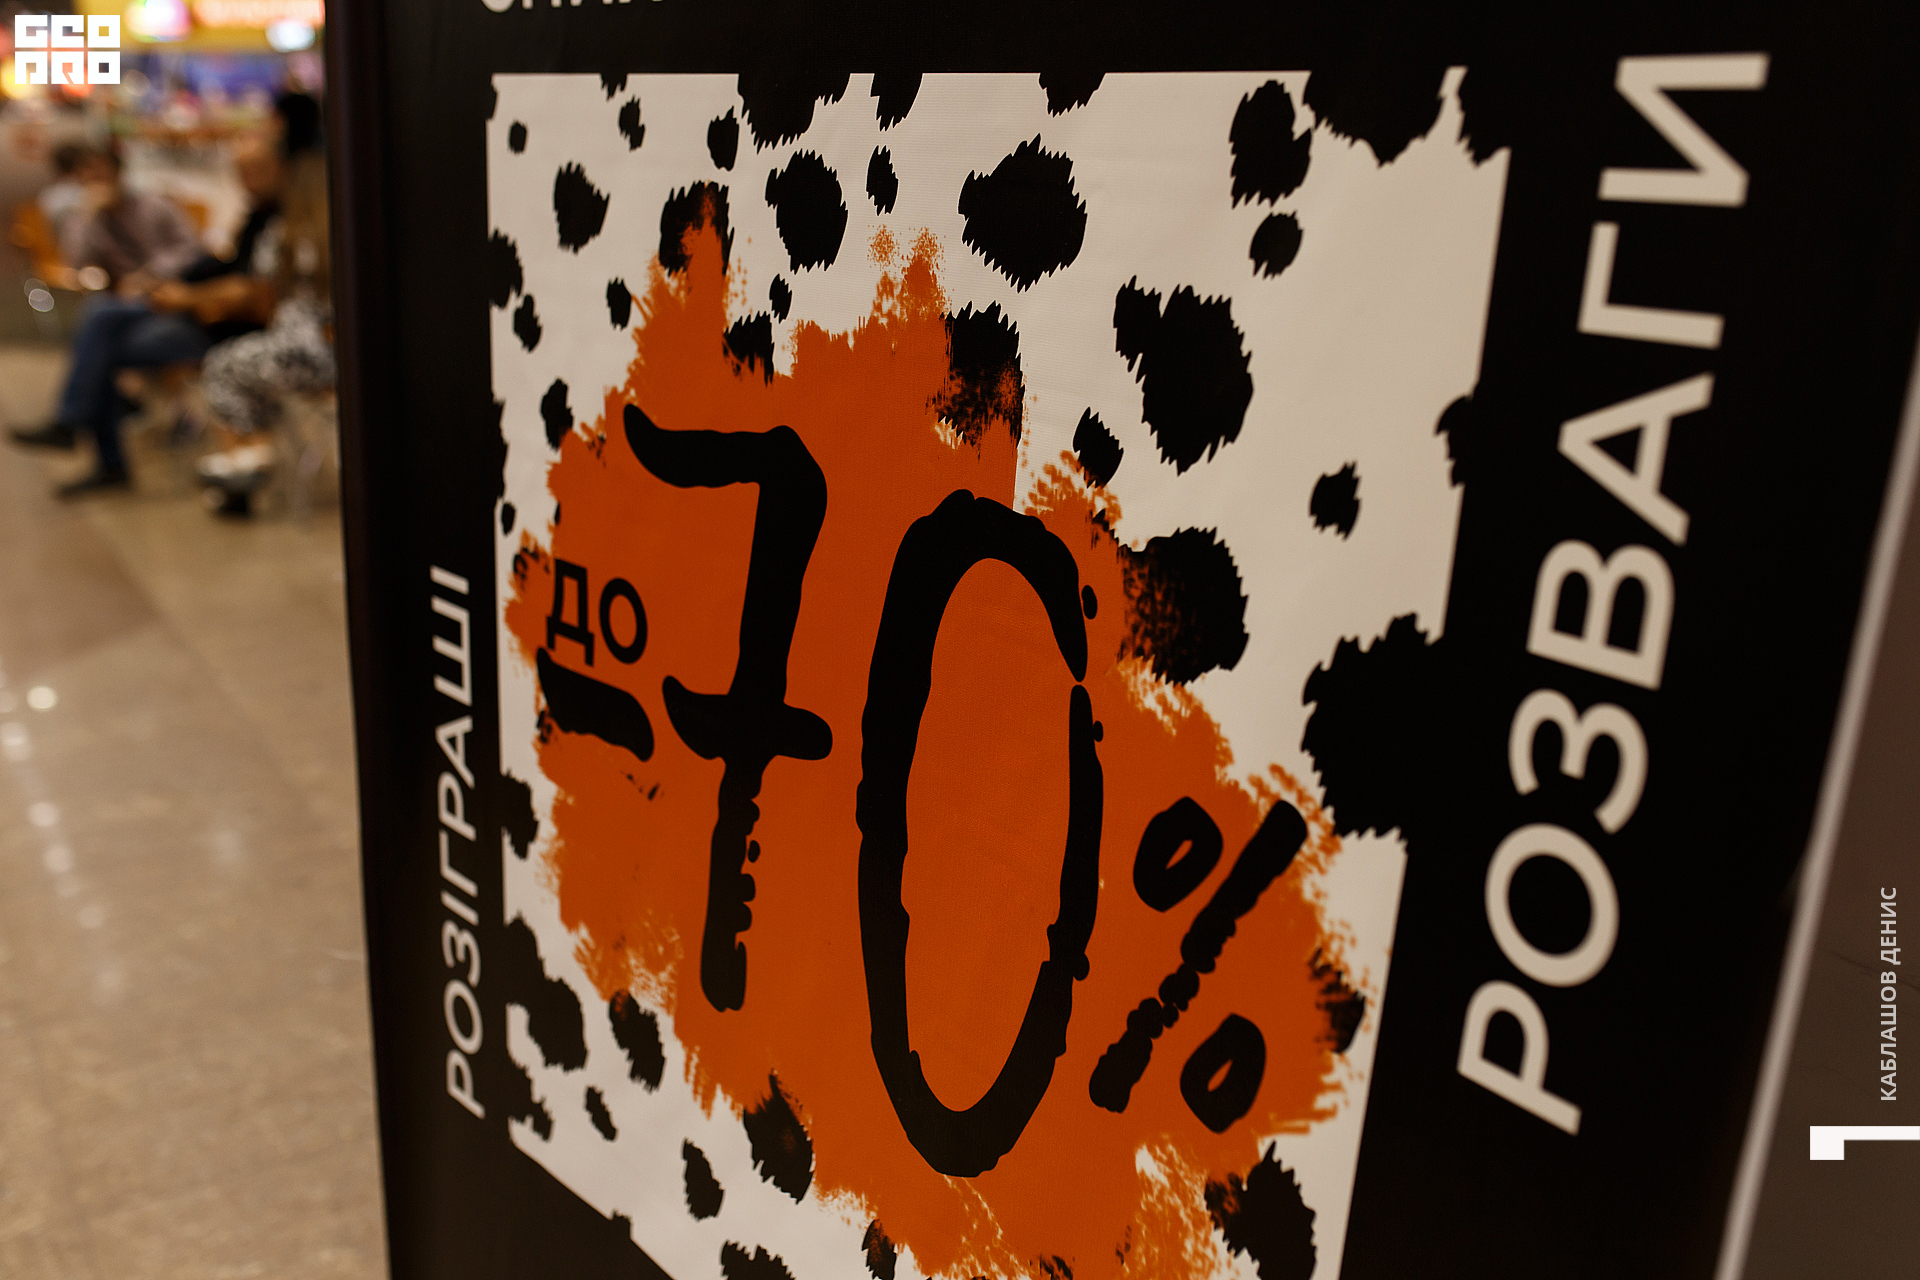 GEO
PRO
РОЗІГРАШІ
до
-70%
РОЗВАГИ
КАБЛАШОВ ДЕНИС